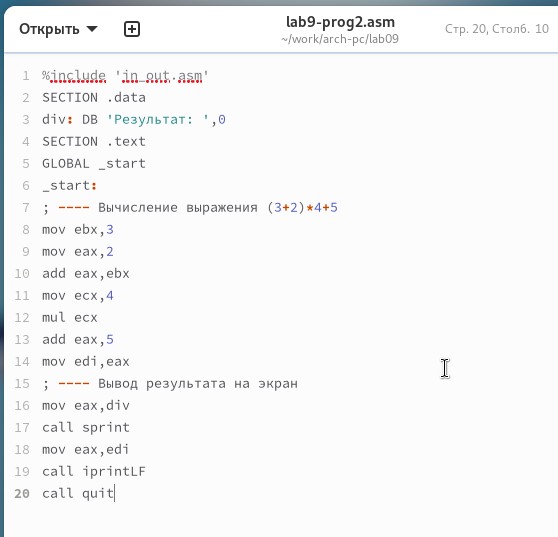 Открыть
lab9-prog2.asm
~/work/arch-pc/lab09
Стр. 20, Столб. 10
1 %include 'in_out.asm'
2 SECTION .data
3 div: DB 'Результат: ',0
4 SECTION .text
5 GLOBAL _start
6 _start:
7 ; ---- Вычисление выражения (3+2)*4+5
8 mov ebx,3
9 mov eax,2
10 add eax,ebx
11 mov ecx,4
12 mul ecx
13 add eax,5
14 mov edi,eax
15 ; ---- Вывод результата на экран
16 mov eax,div
17 call sprint
18 mov eax,edi
19 call iprintLF
20 call quit